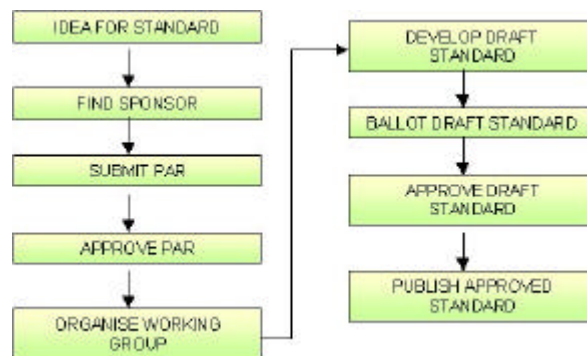 IDEA FOR STANDARD
FIND SPONSOR
SUBMIT PAR
APPROVE PAR
ORGANISE WORKING
GROUP
DEVELOP DRAFT
STANDARD
BALLOT DRAFT STANDARD
APPROVE DRAFT
STANDARD
PUBLISH APPROVED
STANDARD